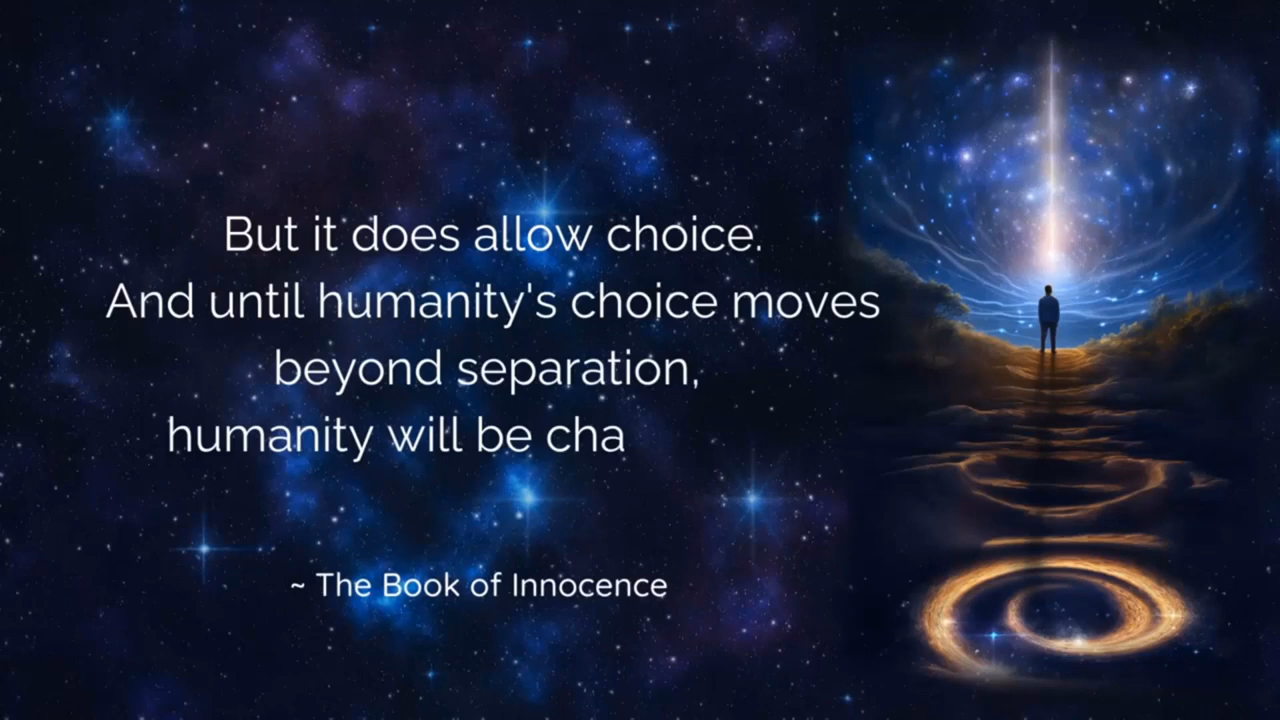 But it does allow choice.
And until humanity's choice moves
beyond separation,
humanity will be cha
~ The Book of Innocence